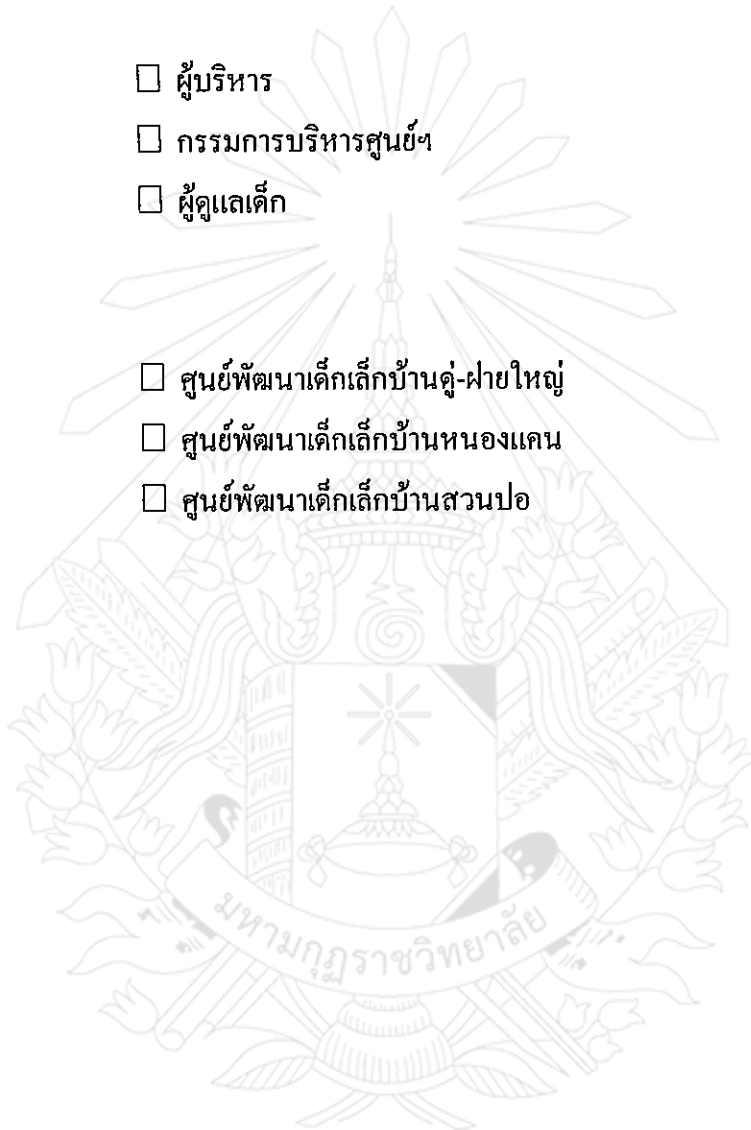 ☐ ผู้บริหาร
☐ กรรมการบริหารศูนย์ฯ
☐ ผู้ดูแลเด็ก
☐ ศูนย์พัฒนาเด็กเล็กบ้านดู่-ฝายใหญ่
☐ ศูนย์พัฒนาเด็กเล็กบ้านหนองแคน
☐ ศูนย์พัฒนาเด็กเล็กบ้านสวนปอ
มหามกุฏราชวิทยาลัย